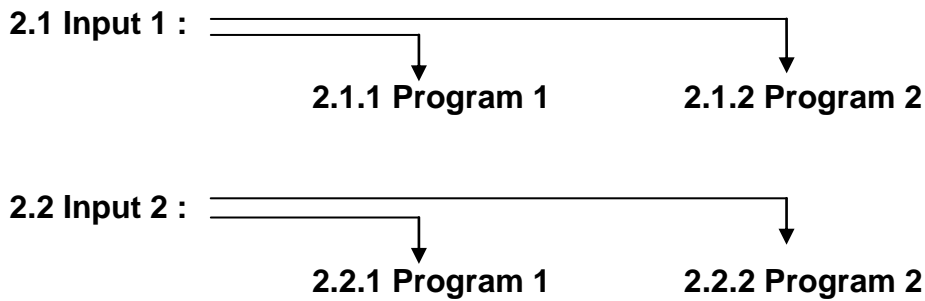 2.1 Input 1 :
2.1.1 Program 1 2.1.2 Program 2
2.2 Input 2 :
2.2.1 Program 1 2.2.2 Program 2